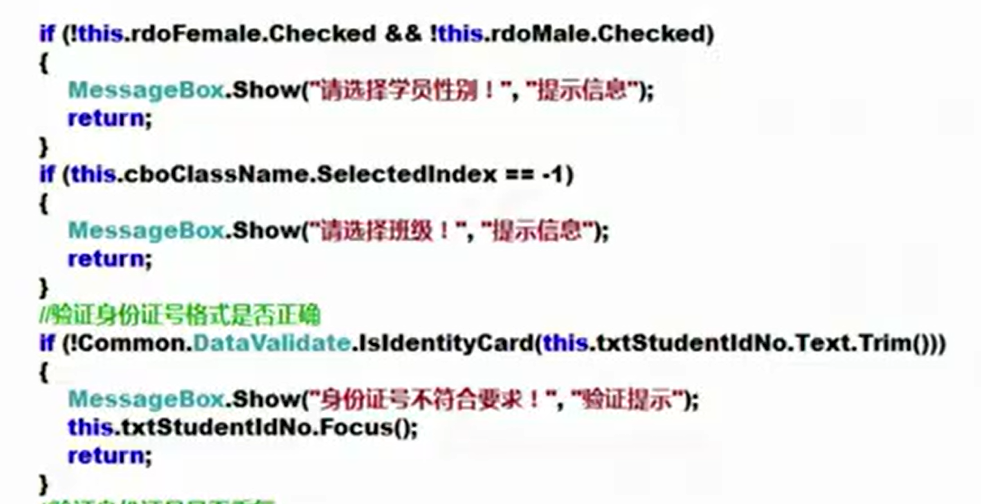 if (!this.rdoFemale.Checked && !this.rdoMale.Checked)
{
MessageBox.Show("请选择学员性别！", "提示信息");
return;
}
if (this.cboClassName.SelectedIndex == -1)
{
MessageBox.Show("请选择班级！", "提示信息");
return;
}
//验证身份证号格式是否正确
if (!Common.DataValidate.IsIdentityCard(this.txtStudentIdNo.Text.Trim()))
{
MessageBox.Show("身份证号不符合要求！", "验证提示");
this.txtStudentIdNo.Focus();
return;
}